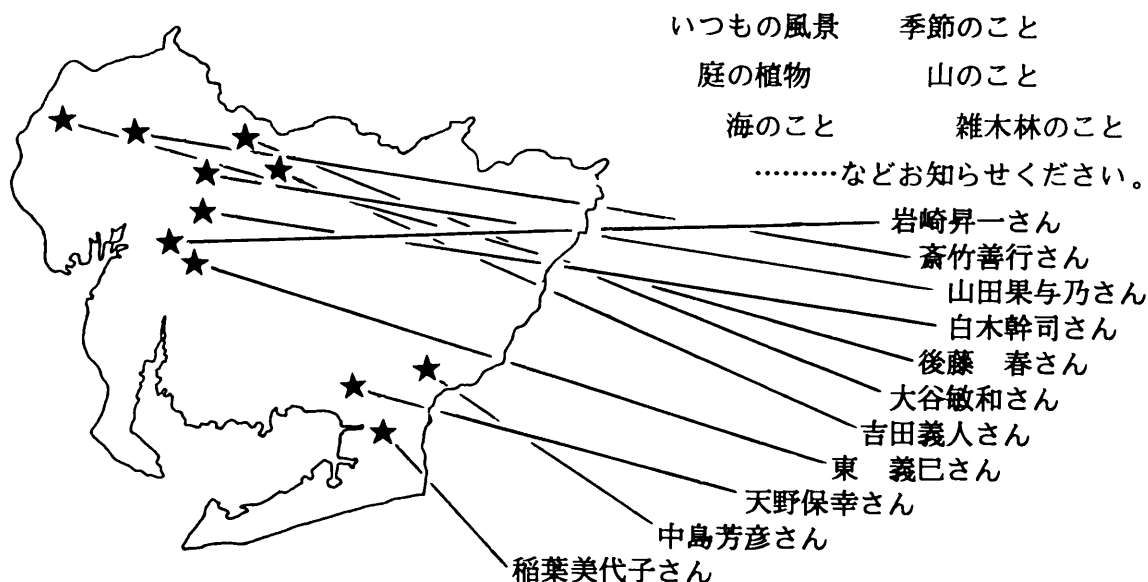 いつもの風景　季節のこと
庭の植物　山のこと
海のこと　雑木林のこと
………などお知らせください。
岩崎昇一さん
斎竹善行さん
山田果与乃さん
白木幹司さん
後藤　春さん
大谷敏和さん
吉田義人さん
東　義巳さん
天野保幸さん
中島芳彦さん
稲葉美代子さん